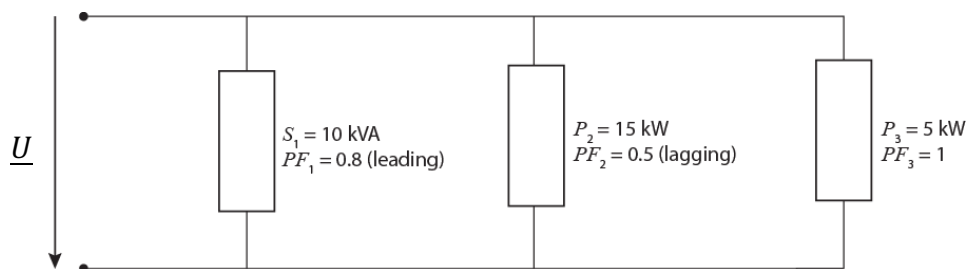 U
S₁ = 10 kVA
PF₁ = 0.8 (leading)
P₂ = 15 kW
PF₂ = 0.5 (lagging)
P₃ = 5 kW
PF₃ = 1